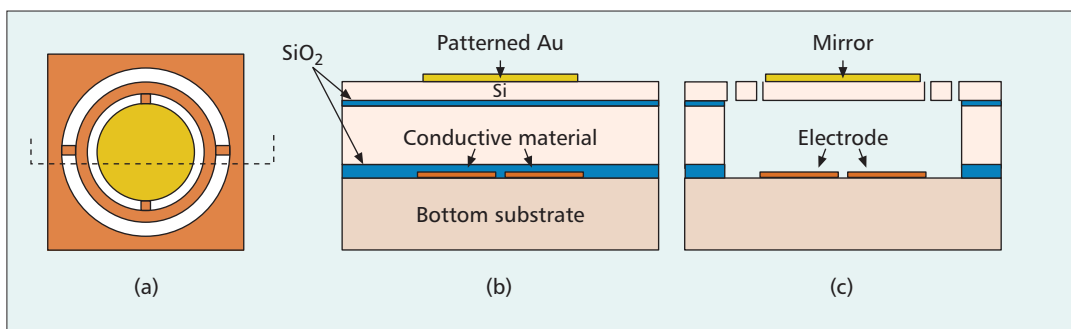 Patterned Au
Mirror
SiO2
Si
Conductive material
Electrode
Bottom substrate
(a)
(b)
(c)